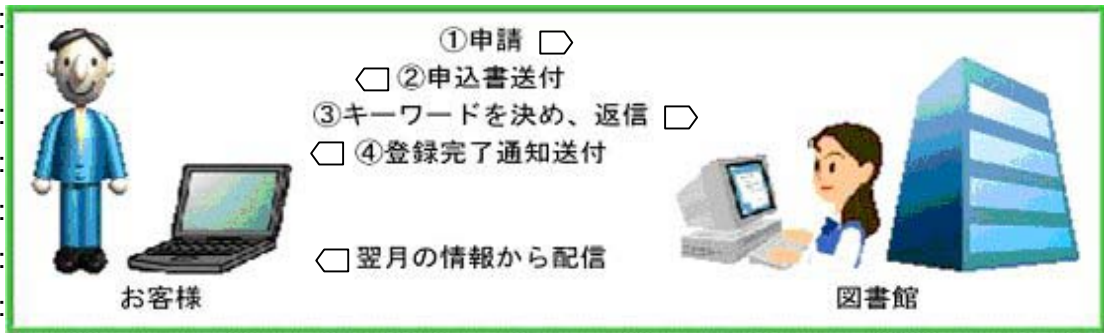 ①申請
②申込書送付
③キーワードを決め、返信
④登録完了通知送付
翌月の情報から配信
お客様
図書館